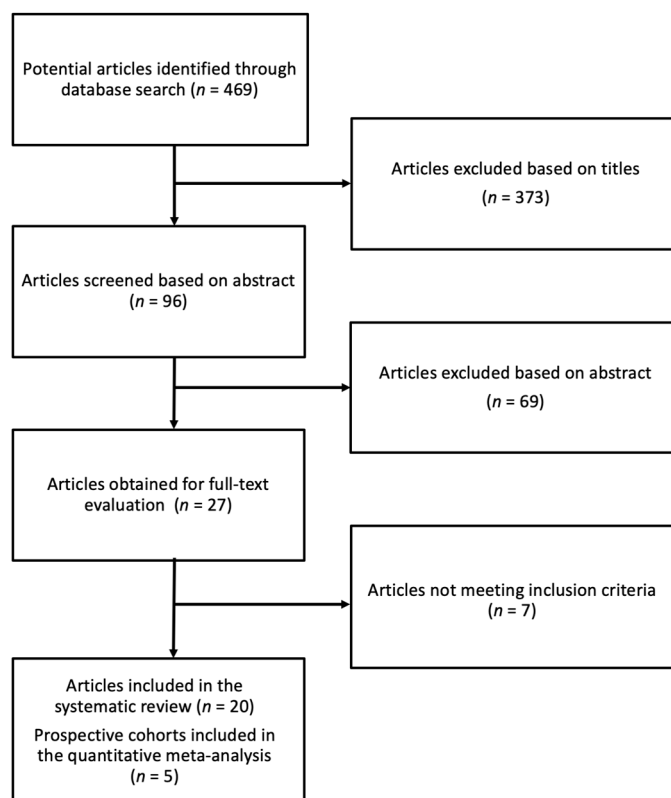 Potential articles identified through
database search (n = 469)
Articles excluded based on titles
(n = 373)
Articles screened based on abstract
(n = 96)
Articles excluded based on abstract
(n = 69)
Articles obtained for full-text
evaluation (n = 27)
Articles not meeting inclusion criteria
(n = 7)
Articles included in the
systematic review (n = 20)
Prospective cohorts included in
the quantitative meta-analysis
(n = 5)